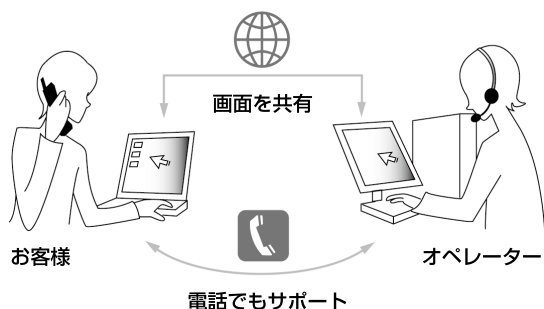 画面を共有
お客様
オペレーター
電話でもサポート